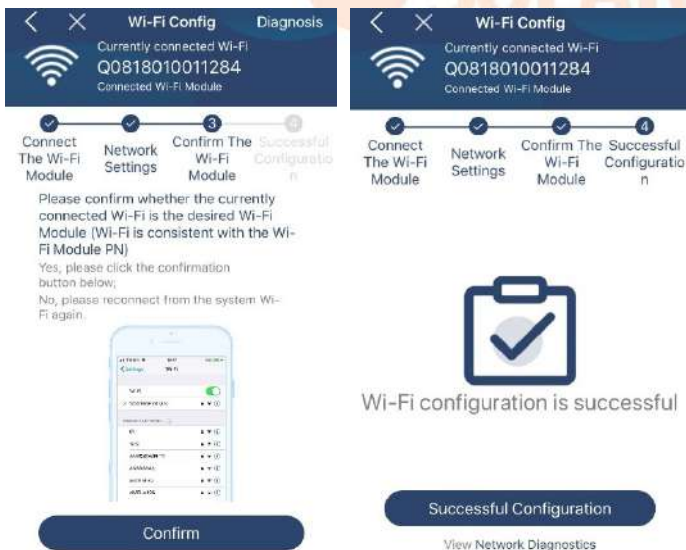 Wi-Fi Config
Diagnosis
Currently connected Wi-Fi
Q0818010011284
Connected Wi-Fi Module
3
4
Connect
The Wi-Fi
Module
Network
Settings
Confirm The
Wi-Fi
Module
Successful
Configuratio
n
Please confirm whether the currently
connected Wi-Fi is the desired Wi-Fi
Module (Wi-Fi is consistent with the Wi-
Fi Module PN)
Yes, please click the confirmation
button below;
No, please reconnect from the system Wi-
Fi again.
Confirm
Wi-Fi Config
Currently connected Wi-Fi
Q0818010011284
Connected Wi-Fi Module
4
Connect
The Wi-Fi
Module
Network
Settings
Confirm The
Wi-Fi
Module
Successful
Configuratio
n
Wi-Fi configuration is successful
Successful Configuration
View Network Diagnostics